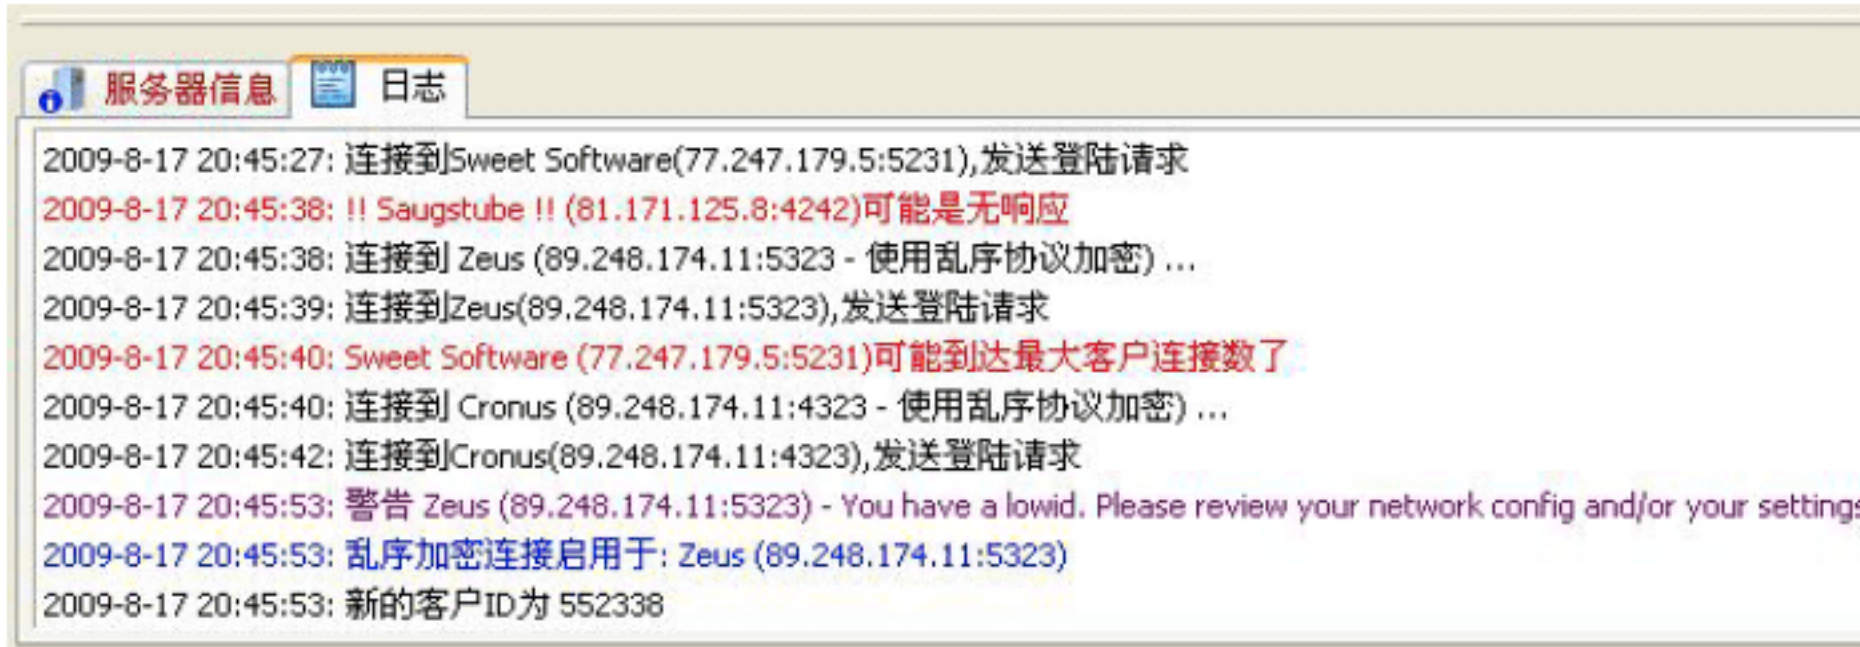 服务器信息 日志
2009-8-17 20:45:27: 连接到Sweet Software(77.247.179.5:5231),发送登陆请求
2009-8-17 20:45:38: !! Saugstube !! (81.171.125.8:4242)可能是无响应
2009-8-17 20:45:38: 连接到 Zeus (89.248.174.11:5323 - 使用乱序协议加密) ...
2009-8-17 20:45:39: 连接到Zeus(89.248.174.11:5323),发送登陆请求
2009-8-17 20:45:40: Sweet Software (77.247.179.5:5231)可能到达最大客户连接数了
2009-8-17 20:45:40: 连接到 Cronus (89.248.174.11:4323 - 使用乱序协议加密) ...
2009-8-17 20:45:42: 连接到Cronus(89.248.174.11:4323),发送登陆请求
2009-8-17 20:45:53: 警告 Zeus (89.248.174.11:5323) - You have a lowid. Please review your network config and/or your settings
2009-8-17 20:45:53: 乱序加密连接启用于: Zeus (89.248.174.11:5323)
2009-8-17 20:45:53: 新的客户ID为 552338